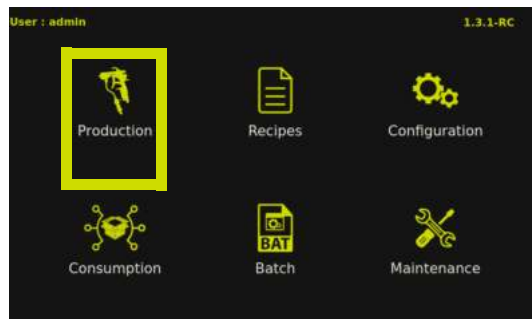 User : admin 1.3.1-RC
Production Recipes Configuration
BAT
Consumption Batch Maintenance